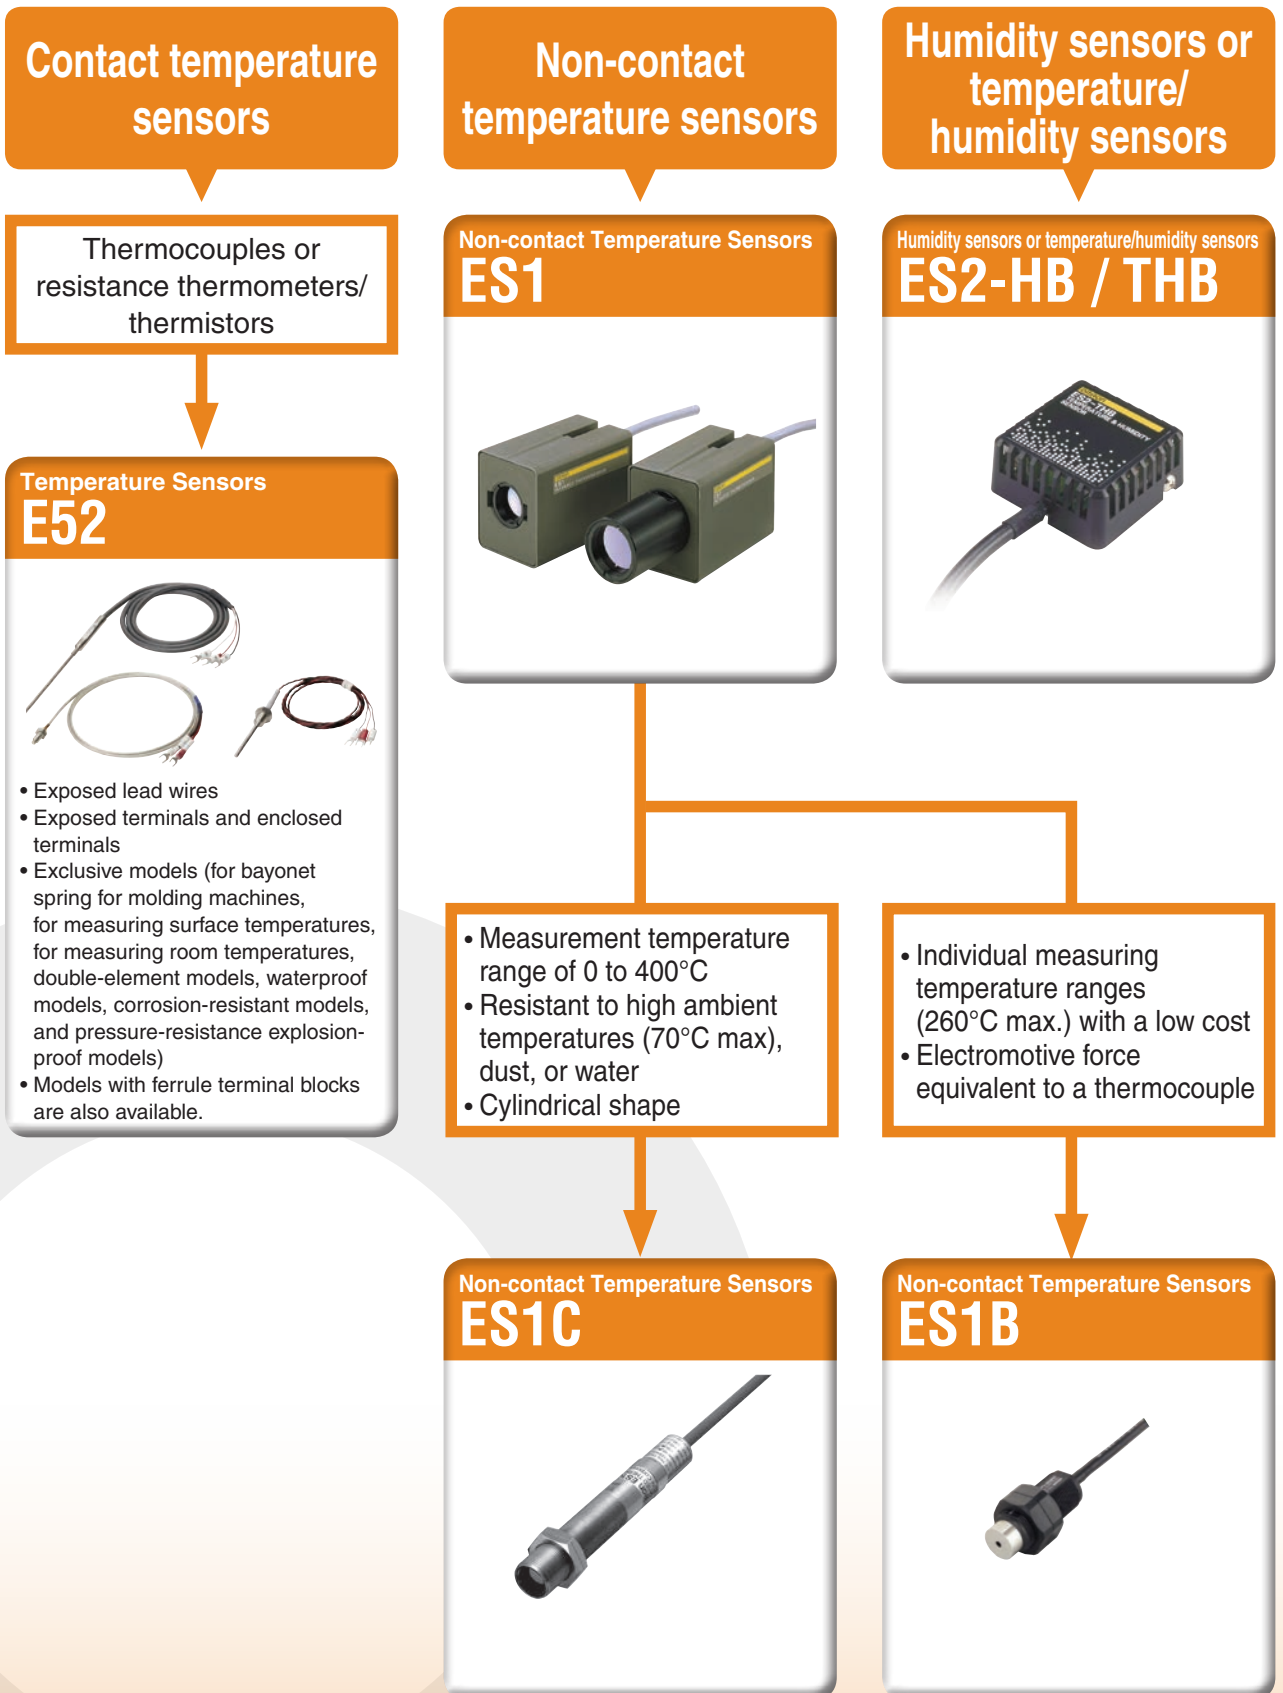 Contact temperature
sensors
Non-contact
temperature sensors
Humidity sensors or
temperature/
humidity sensors
Thermocouples or
resistance thermometers/
thermistors
Temperature Sensors
E52
• Exposed lead wires
• Exposed terminals and enclosed
terminals
• Exclusive models (for bayonet
spring for molding machines,
for measuring surface temperatures,
for measuring room temperatures,
double-element models, waterproof
models, corrosion-resistant models,
and pressure-resistance explosion-
proof models)
• Models with ferrule terminal blocks
are also available.
Non-contact Temperature Sensors
ES1
Humidity sensors or temperature/humidity sensors
ES2-HB / THB
ES2-THB
TEMPERATURE & HUMIDITY
SENSOR
• Measurement temperature
range of 0 to 400°C
• Resistant to high ambient
temperatures (70°C max),
dust, or water
• Cylindrical shape
• Individual measuring
temperature ranges
(260°C max.) with a low cost
• Electromotive force
equivalent to a thermocouple
Non-contact Temperature Sensors
ES1C
Non-contact Temperature Sensors
ES1B